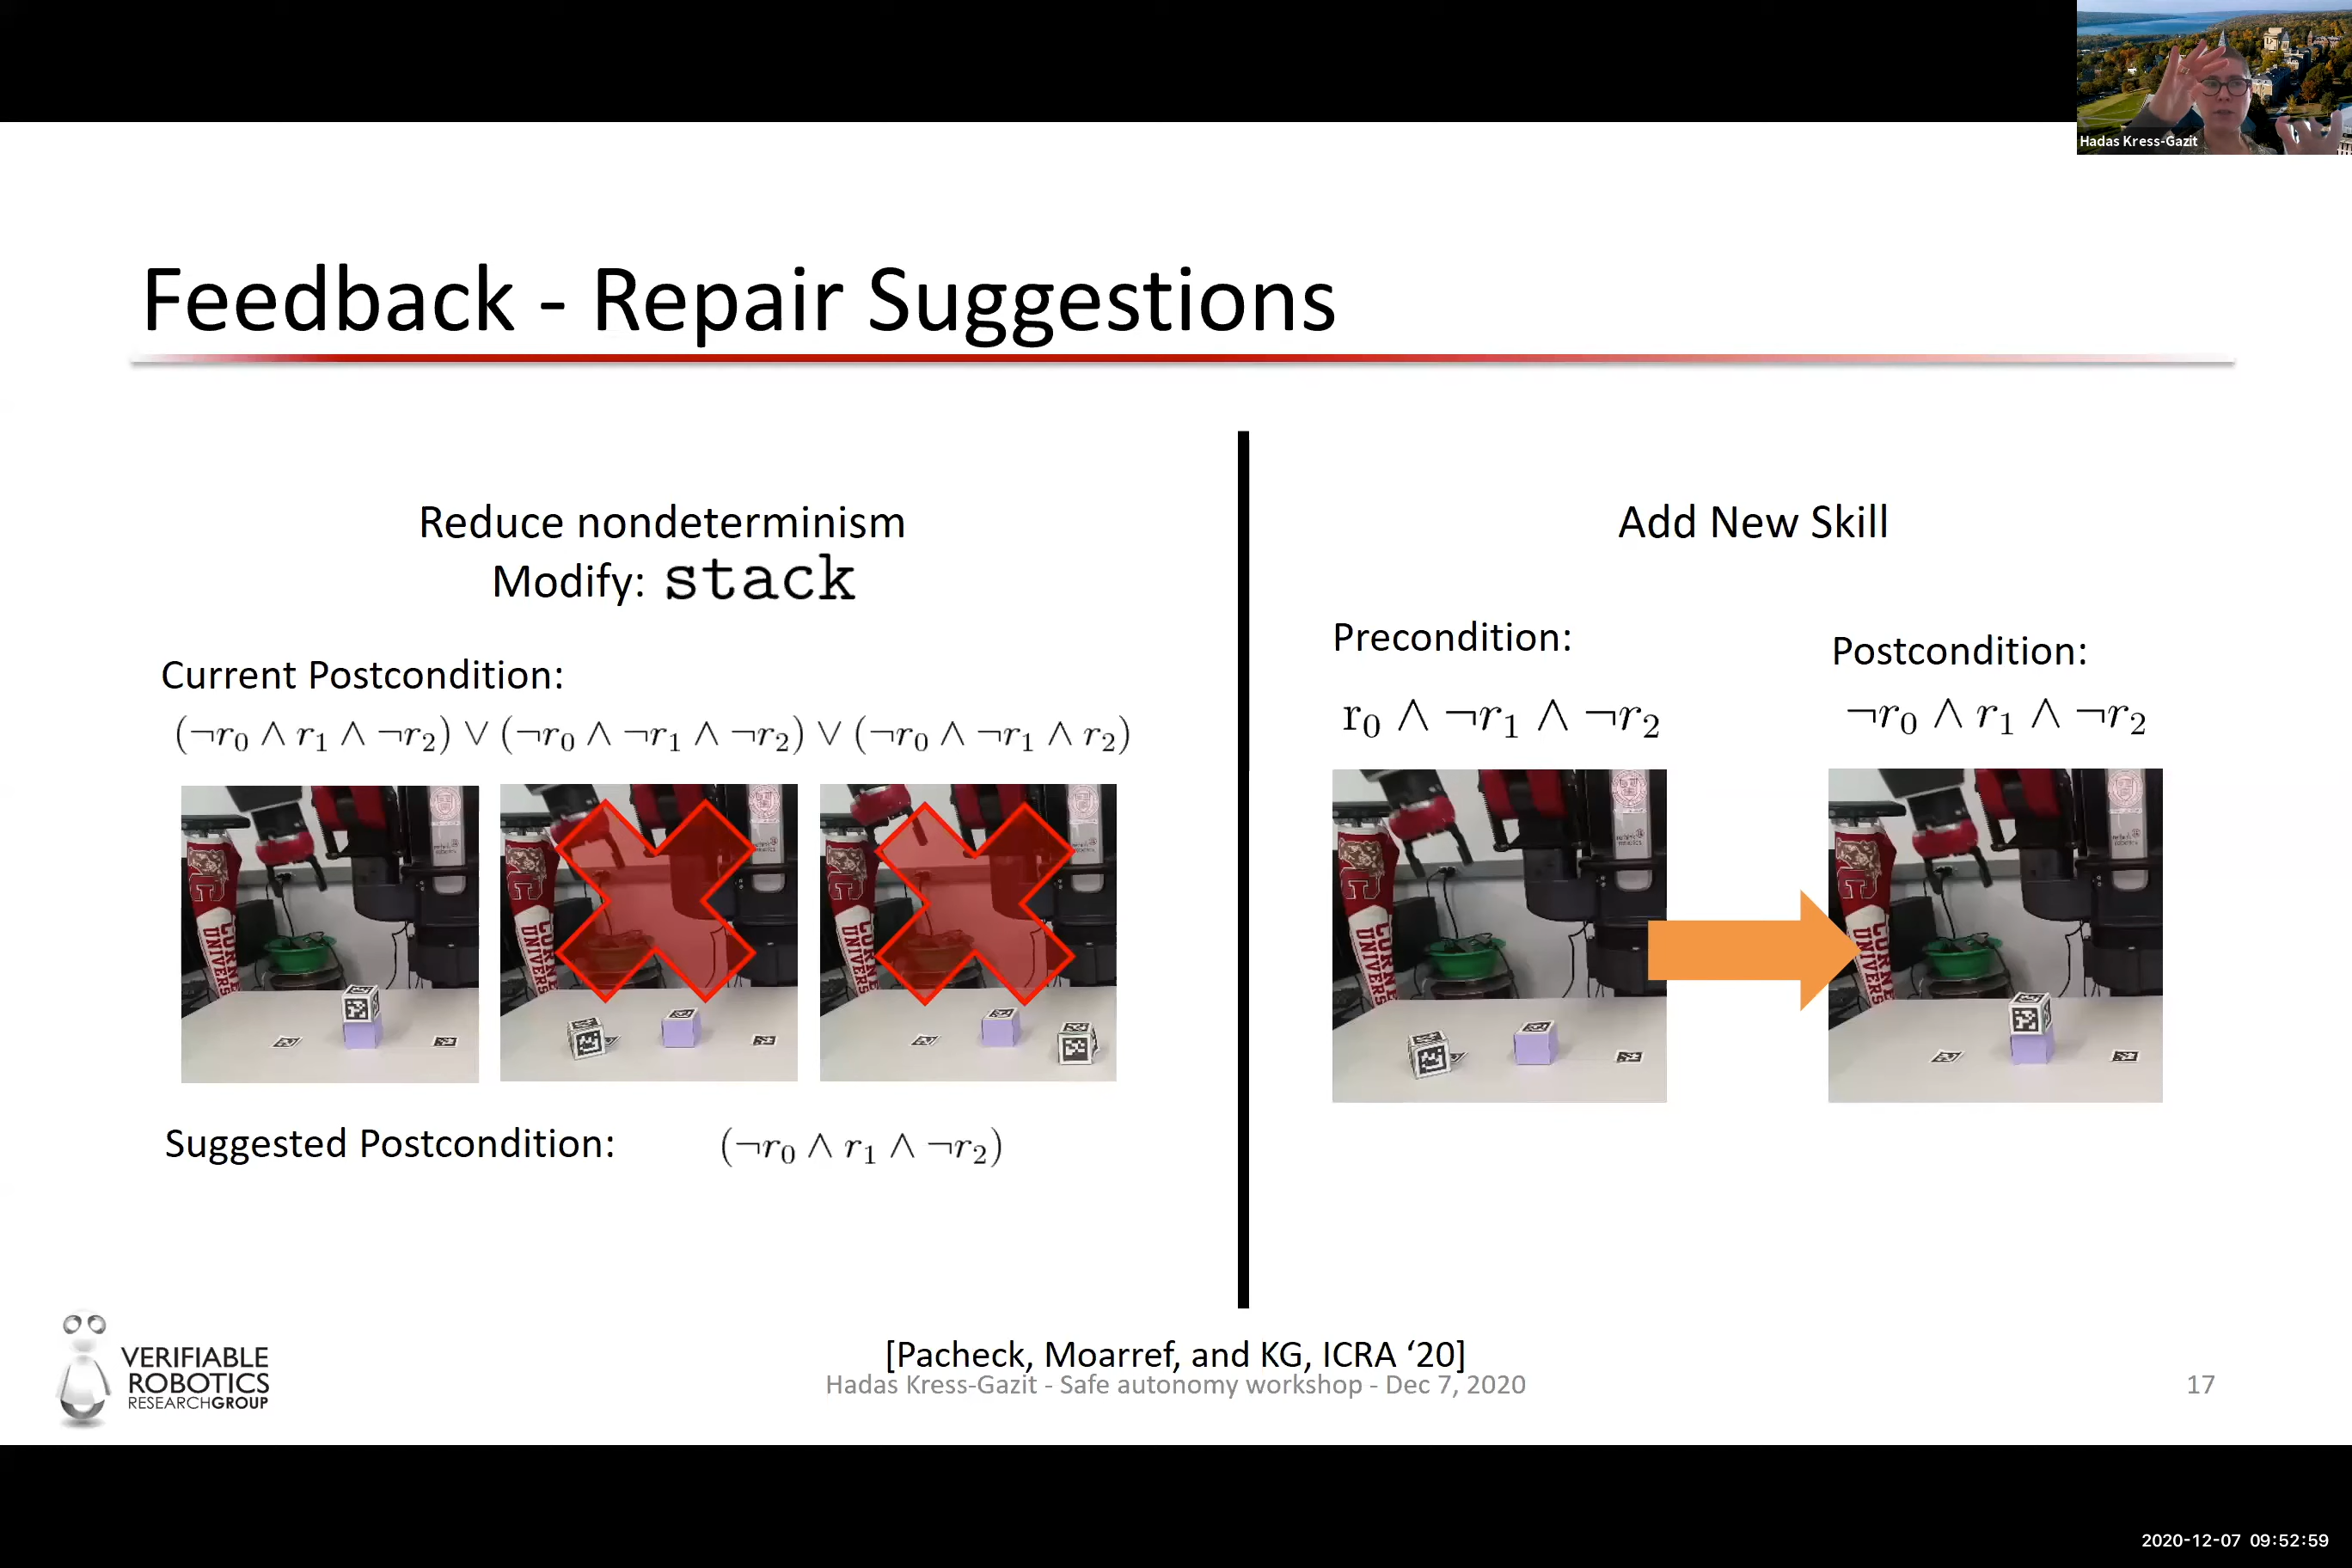 Hadas Kress-Gazit
Feedback - Repair Suggestions
Reduce nondeterminism
Modify: stack
Current Postcondition:
(¬r₀ ∧ r₁ ∧ ¬r₂) ∨ (¬r₀ ∧ ¬r₁ ∧ ¬r₂) ∨ (¬r₀ ∧ ¬r₁ ∧ r₂)
Suggested Postcondition: (¬r₀ ∧ r₁ ∧ ¬r₂)
Add New Skill
Precondition:
r₀ ∧ ¬r₁ ∧ ¬r₂
Postcondition:
¬r₀ ∧ r₁ ∧ ¬r₂
VERIFIABLE
ROBOTICS
RESEARCHGROUP
[Pacheck, Moarref, and KG, ICRA ‘20]
Hadas Kress-Gazit - Safe autonomy workshop - Dec 7, 2020
17
2020-12-07 09:52:59